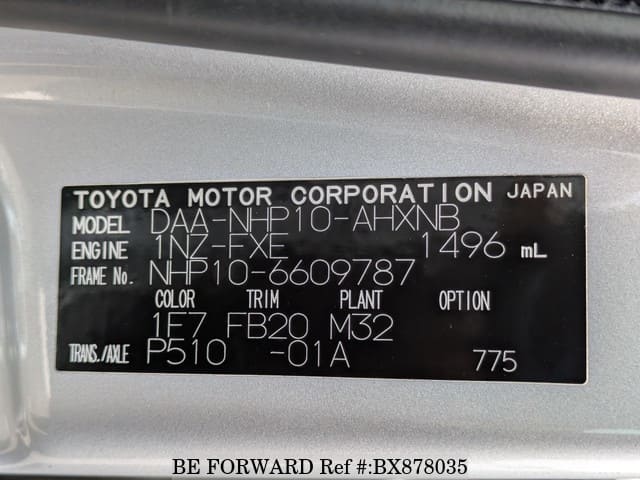 TOYOTA MOTOR CORPORATION JAPAN
MODEL DAA-NHP10-AHXNB
ENGINE 1NZ-FXE 1496 mL
FRAME No. NHP10-6609787
COLOR TRIM PLANT OPTION
1F7 FB20 M32
TRANS./AXLE P510 -01A 775
BE FORWARD Ref #:BX878035